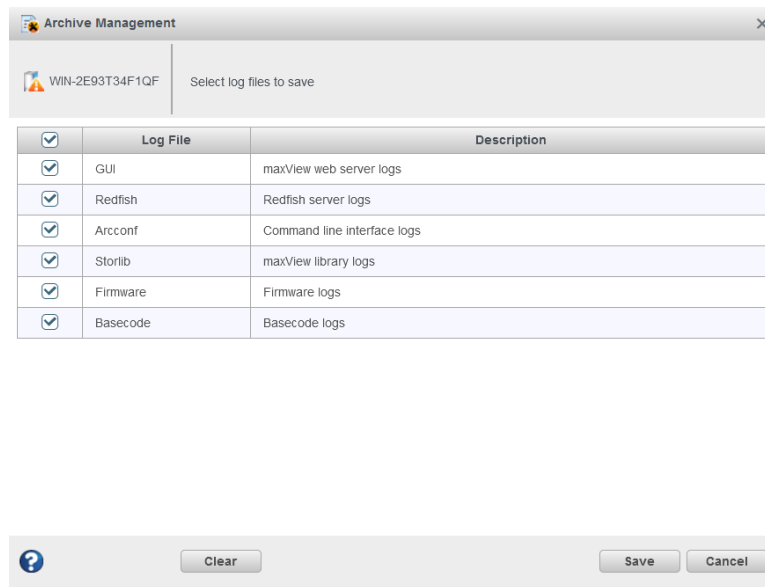 Archive Management
WIN-2E93T34F1QF
Select log files to save
Log File Description
GUI maxView web server logs
Redfish Redfish server logs
Arcconf Command line interface logs
Storlib maxView library logs
Firmware Firmware logs
Basecode Basecode logs
? Clear Save Cancel